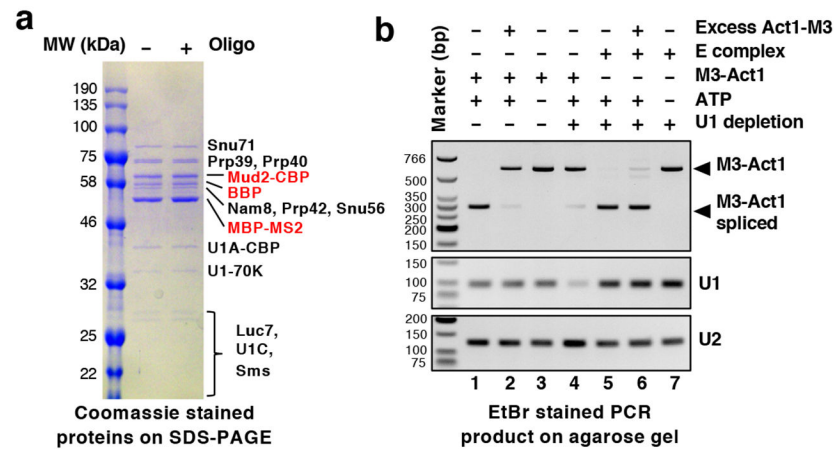 a
MW (kDa) – + Oligo
190
135
100
75
58
46
32
25
22
Snu71
Prp39, Prp40
Mud2-CBP
BBP
Nam8, Prp42, Snu56
MBP-MS2
U1A-CBP
U1-70K
Luc7,
U1C,
Sms
Coomassie stained
proteins on SDS-PAGE
b
Marker (bp)
– + – – – + – Excess Act1-M3
– – – – + + + E complex
+ + + + – – – M3-Act1
+ + – + + + – ATP
– – – + + + + U1 depletion
766
500
350
300
250
200
150
M3-Act1
M3-Act1
spliced
150
100
75
U1
200
150
100
75
U2
1 2 3 4 5 6 7
EtBr stained PCR
product on agarose gel